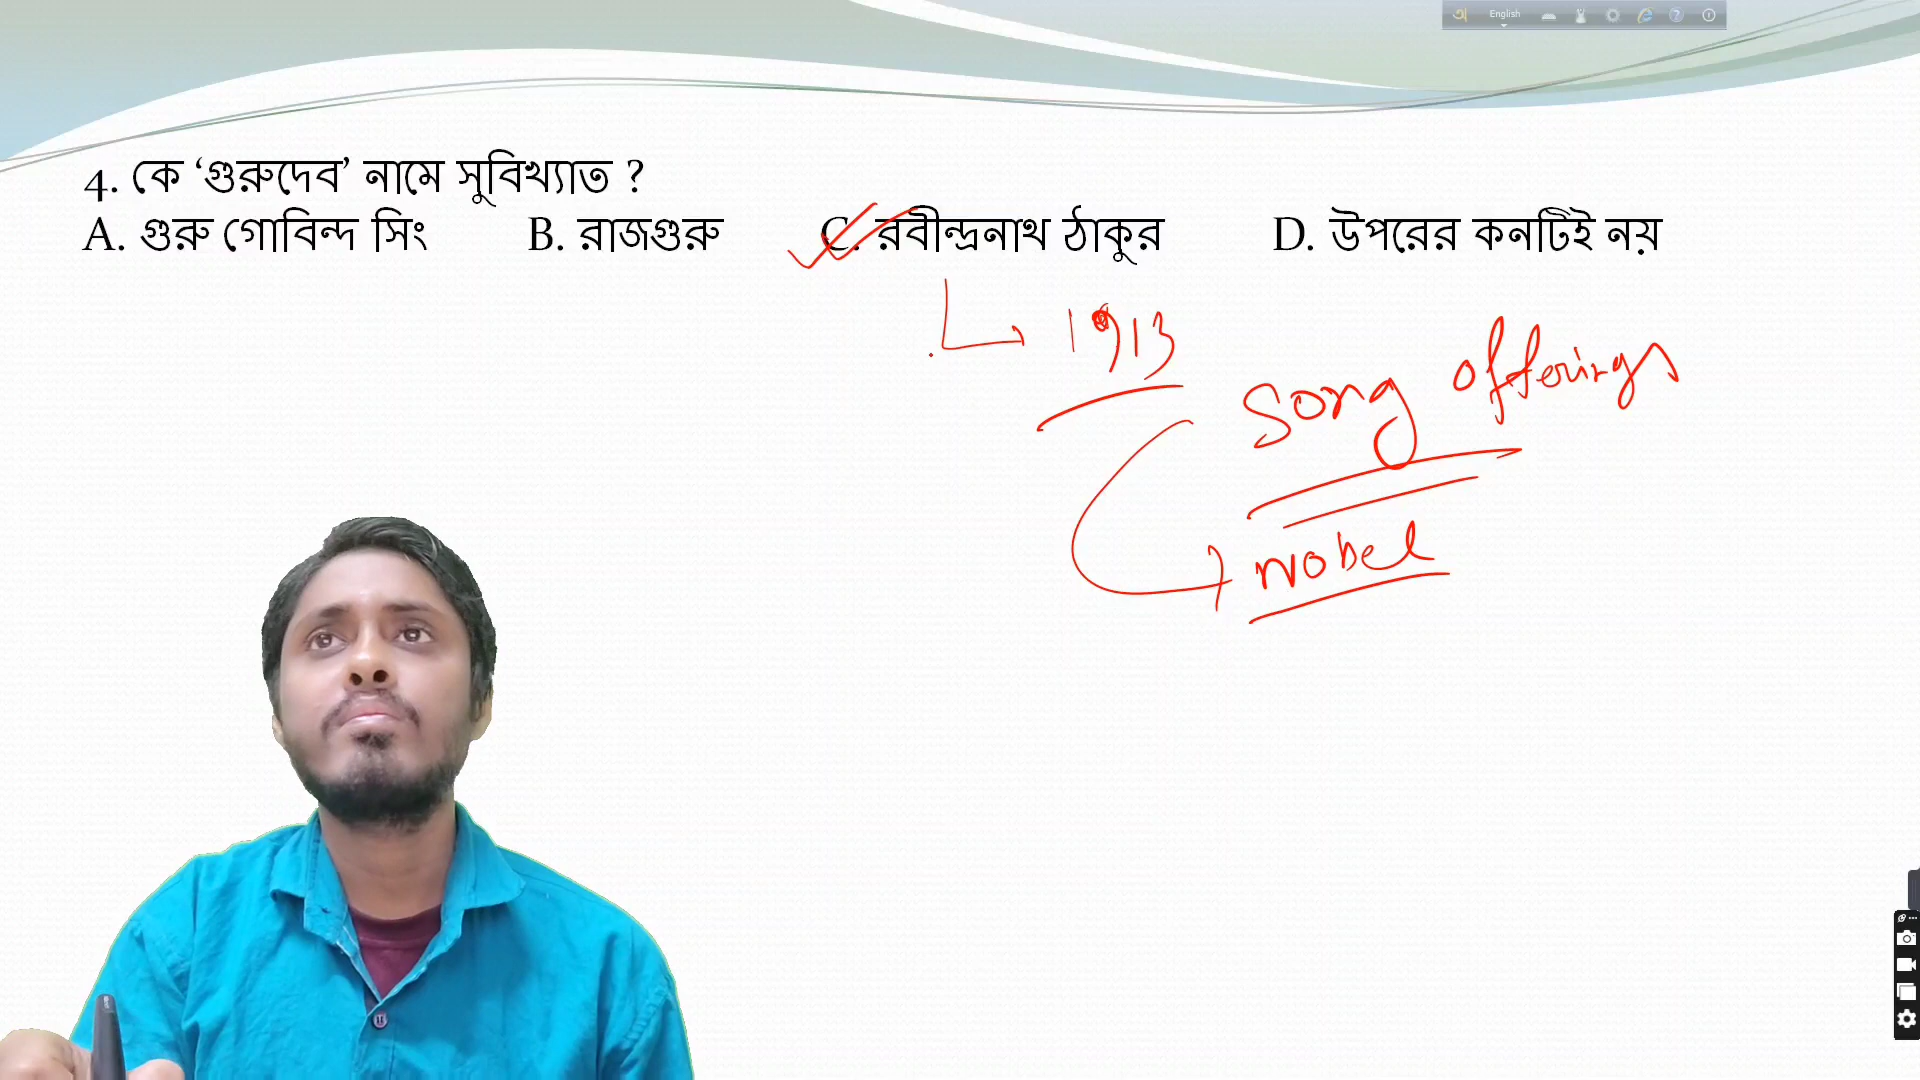 English
4. কে ‘গুরুদেব’ নামে সুবিখ্যাত ?
A. গুরু গোবিন্দ সিং B. রাজগুরু C. রবীন্দ্রনাথ ঠাকুর D. উপরের কনটিই নয়
1913
song offerings
nobel